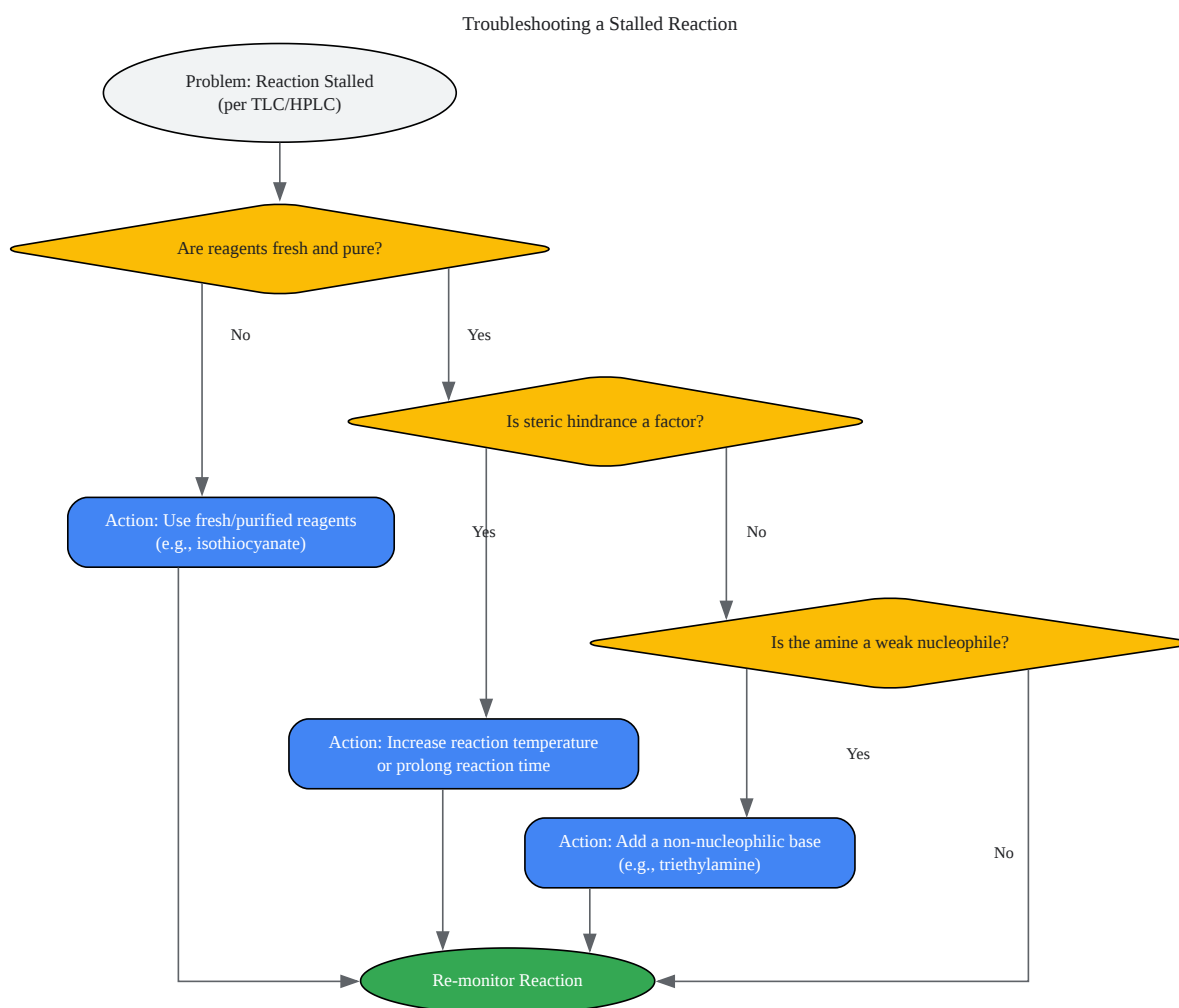 Troubleshooting a Stalled Reaction
Problem: Reaction Stalled
(per TLC/HPLC)
Are reagents fresh and pure?
No
Yes
Is steric hindrance a factor?
Action: Use fresh/purified reagents
(e.g., isothiocyanate)
Yes
No
Is the amine a weak nucleophile?
Action: Increase reaction temperature
or prolong reaction time
Yes
Action: Add a non-nucleophilic base
(e.g., triethylamine)
No
Re-monitor Reaction